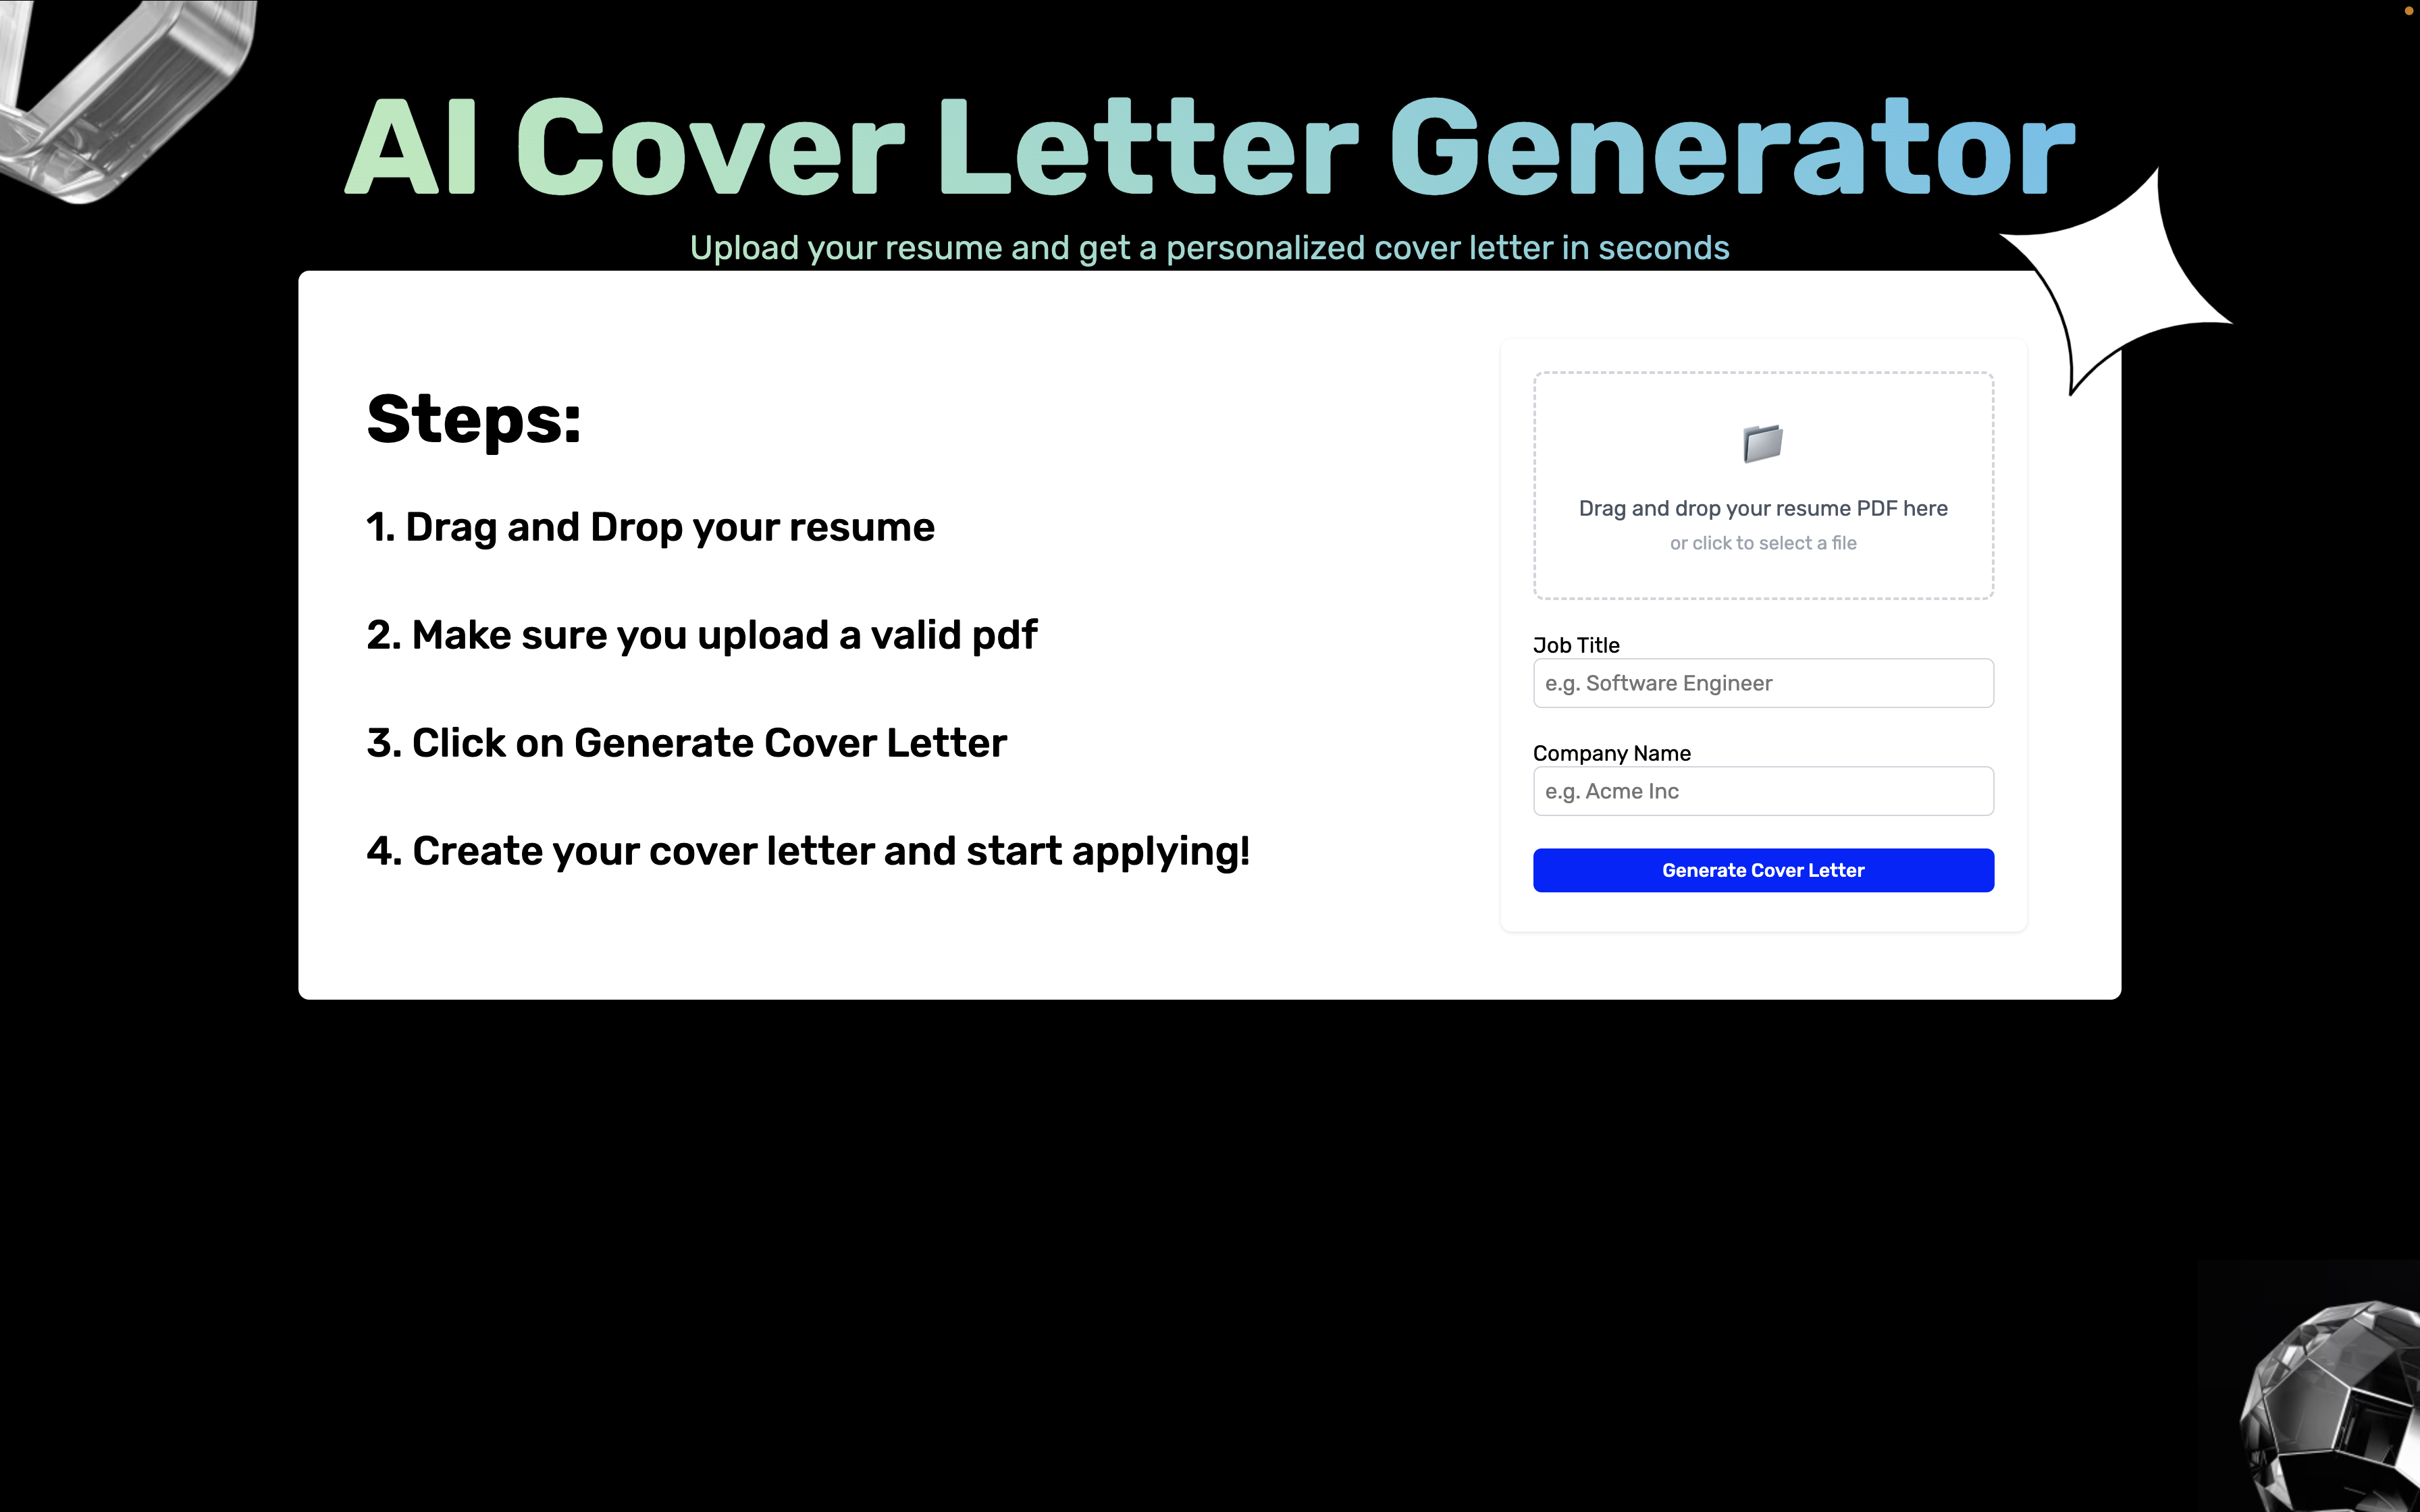 AI Cover Letter Generator
Upload your resume and get a personalized cover letter in seconds
Steps:
1. Drag and Drop your resume
2. Make sure you upload a valid pdf
3. Click on Generate Cover Letter
4. Create your cover letter and start applying!
Drag and drop your resume PDF here
or click to select a file
Job Title
e.g. Software Engineer
Company Name
e.g. Acme Inc
Generate Cover Letter